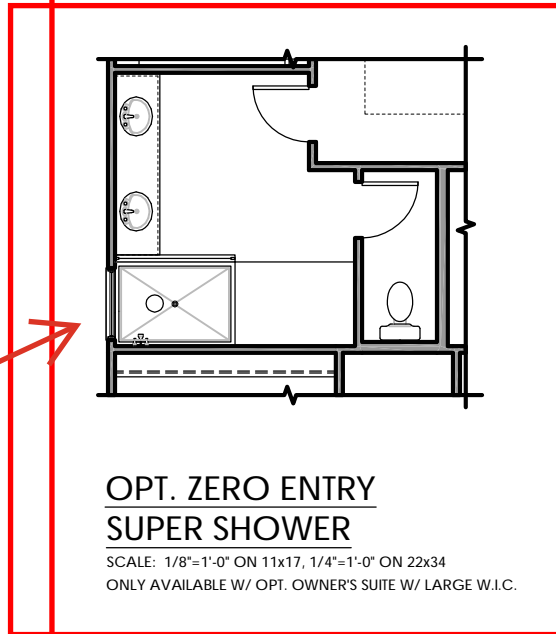 OPT. ZERO ENTRY
SUPER SHOWER
SCALE: 1/8"=1'-0" ON 11x17, 1/4"=1'-0" ON 22x34
ONLY AVAILABLE W/ OPT. OWNER'S SUITE W/ LARGE W.I.C.